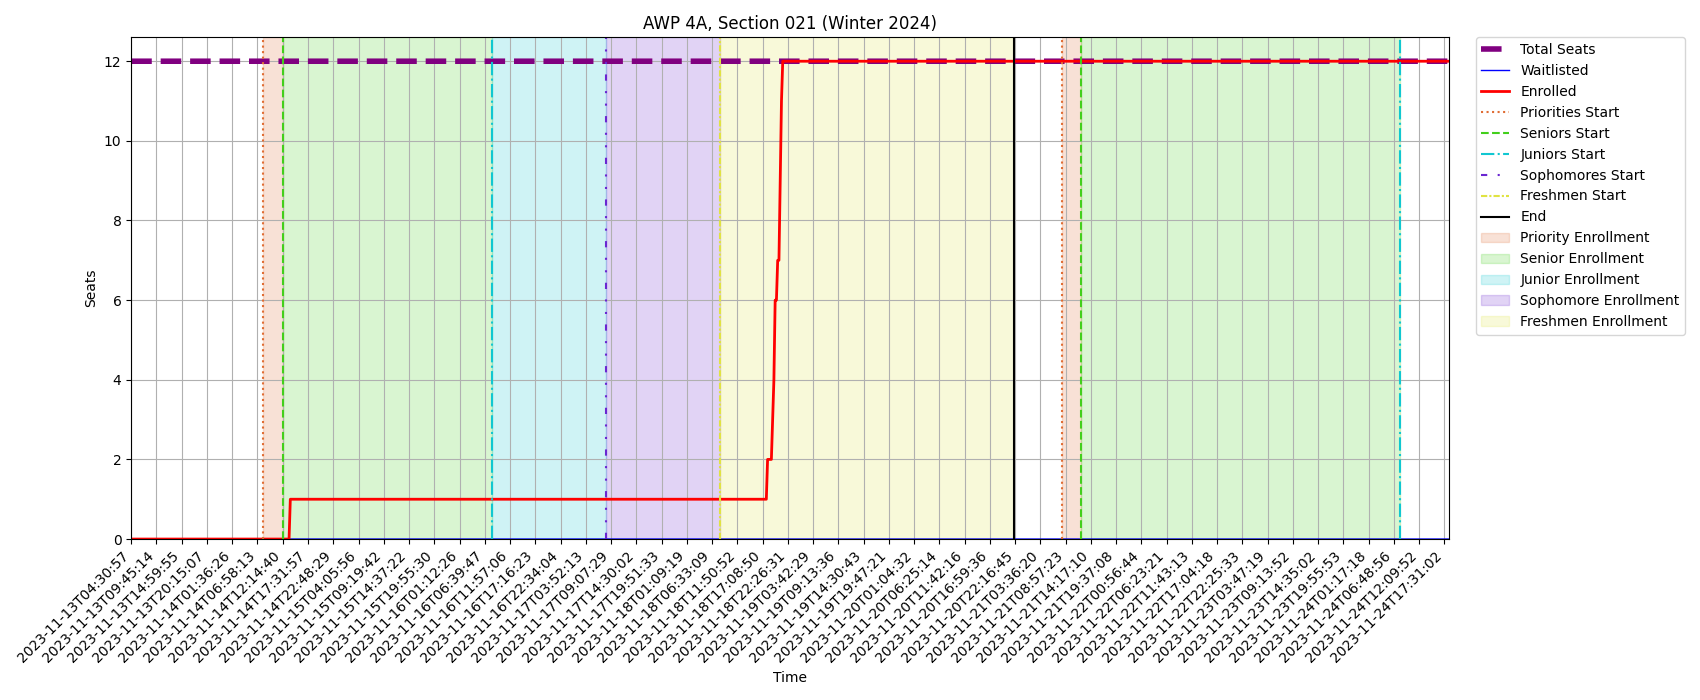 AWP 4A, Section 021 (Winter 2024)
Total Seats
Waitlisted
Enrolled
Priorities Start
Seniors Start
Juniors Start
Sophomores Start
Freshmen Start
End
Priority Enrollment
Senior Enrollment
Junior Enrollment
Sophomore Enrollment
Freshmen Enrollment
Seats
12
10
8
6
4
2
0
2023-11-13T04:30:57
2023-11-13T09:45:14
2023-11-13T14:59:55
2023-11-13T20:15:07
2023-11-14T01:36:26
2023-11-14T06:58:13
2023-11-14T12:14:40
2023-11-14T17:31:57
2023-11-14T22:48:29
2023-11-15T04:05:56
2023-11-15T09:19:42
2023-11-15T14:37:22
2023-11-15T19:55:30
2023-11-16T01:12:26
2023-11-16T06:39:47
2023-11-16T11:57:06
2023-11-16T17:16:23
2023-11-16T22:34:04
2023-11-17T03:52:13
2023-11-17T09:07:29
2023-11-17T14:30:02
2023-11-17T19:51:33
2023-11-18T01:09:19
2023-11-18T06:33:09
2023-11-18T11:50:52
2023-11-18T17:08:50
2023-11-18T22:26:31
2023-11-19T03:42:29
2023-11-19T09:13:36
2023-11-19T14:30:43
2023-11-19T19:47:21
2023-11-20T01:04:32
2023-11-20T06:25:14
2023-11-20T11:42:16
2023-11-20T16:59:36
2023-11-20T22:16:45
2023-11-21T03:36:20
2023-11-21T08:57:23
2023-11-21T14:17:10
2023-11-21T19:37:08
2023-11-22T00:56:44
2023-11-22T06:23:21
2023-11-22T11:43:13
2023-11-22T17:04:18
2023-11-22T22:25:33
2023-11-23T03:47:19
2023-11-23T09:13:52
2023-11-23T14:35:02
2023-11-23T19:55:53
2023-11-24T01:17:18
2023-11-24T06:48:56
2023-11-24T12:09:52
2023-11-24T17:31:02
Time